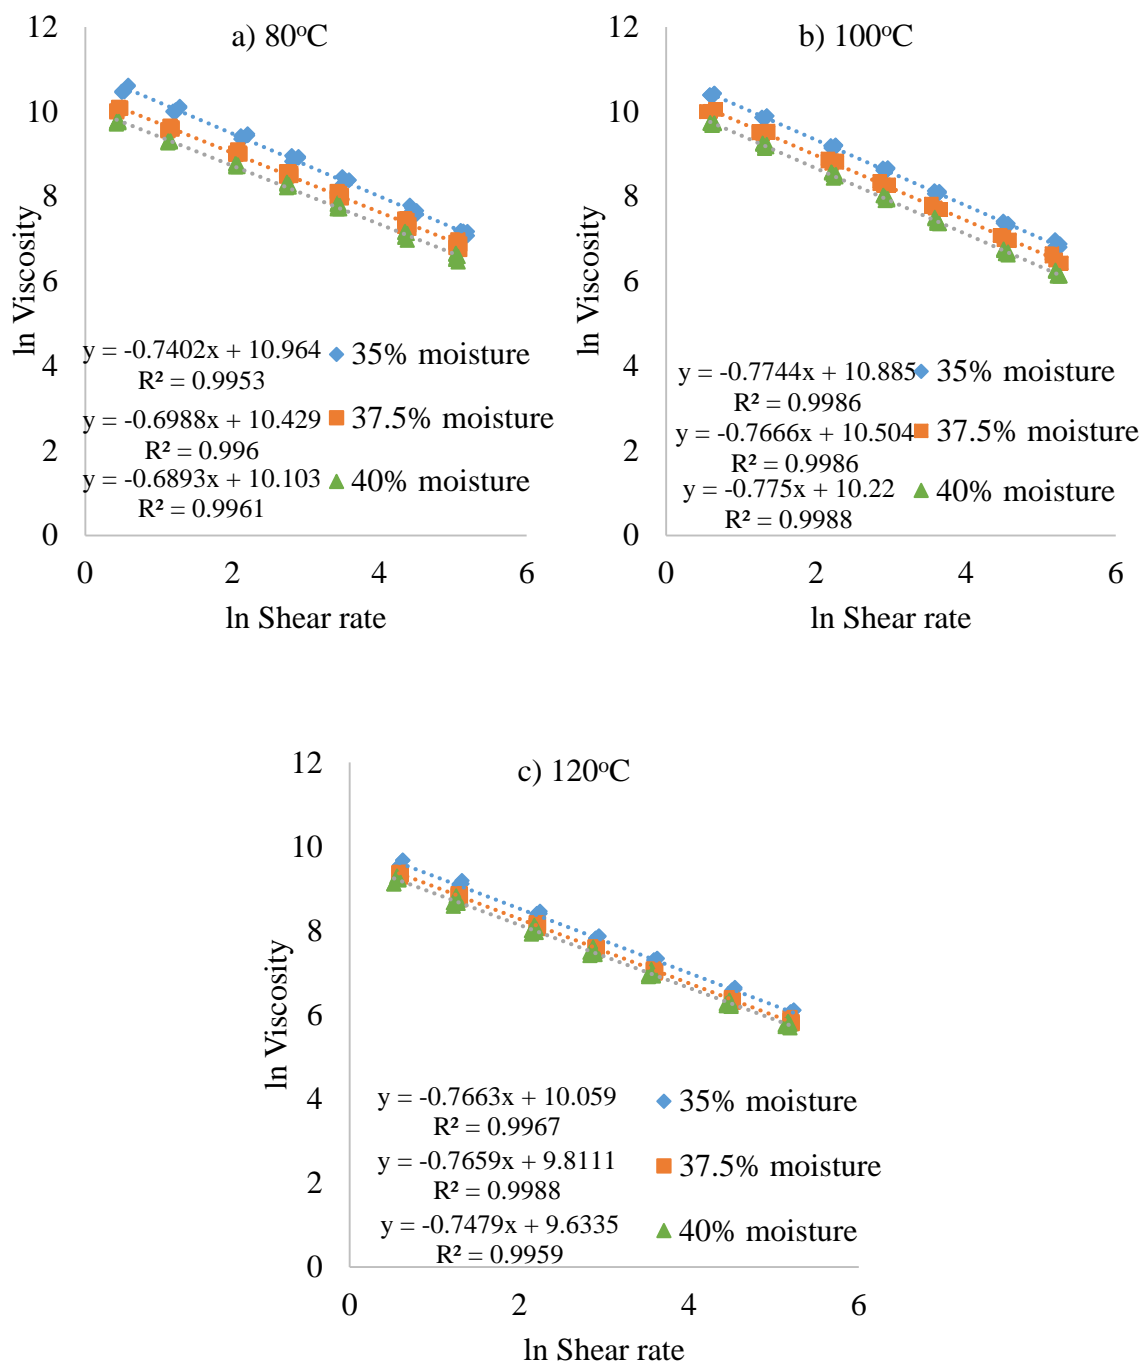 a) 80°C
12
10
8
6
4
2
0
ln Viscosity
y = -0.7402x + 10.964
R² = 0.9953
35% moisture
y = -0.6988x + 10.429
R² = 0.996
37.5% moisture
y = -0.6893x + 10.103
R² = 0.9961
40% moisture
0 2 4 6
ln Shear rate
b) 100°C
12
10
8
6
4
2
0
ln Viscosity
y = -0.7744x + 10.885
R² = 0.9986
35% moisture
y = -0.7666x + 10.504
R² = 0.9986
37.5% moisture
y = -0.775x + 10.22
R² = 0.9988
40% moisture
0 2 4 6
ln Shear rate
c) 120°C
12
10
8
6
4
2
0
ln Viscosity
y = -0.7663x + 10.059
R² = 0.9967
35% moisture
y = -0.7659x + 9.8111
R² = 0.9988
37.5% moisture
y = -0.7479x + 9.6335
R² = 0.9959
40% moisture
0 2 4 6
ln Shear rate